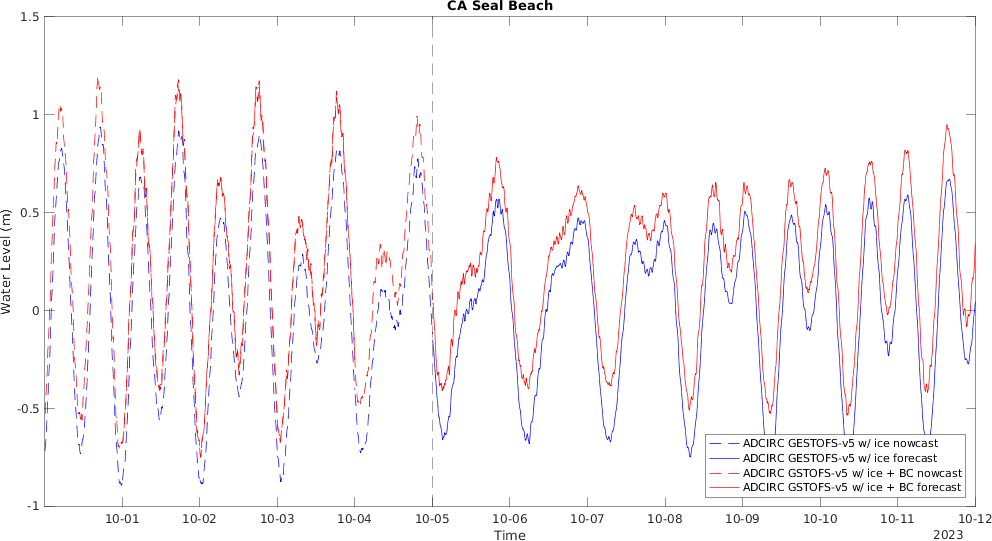 CA Seal Beach
1.5
1
0.5
0
-0.5
-1
Water Level (m)
10-01 10-02 10-03 10-04 10-05 10-06 10-07 10-08 10-09 10-10 10-11 10-12
Time
2023
ADCIRC GESTOFS-v5 w/ ice nowcast
ADCIRC GESTOFS-v5 w/ ice forecast
ADCIRC GSTOFS-v5 w/ ice + BC nowcast
ADCIRC GSTOFS-v5 w/ ice + BC forecast